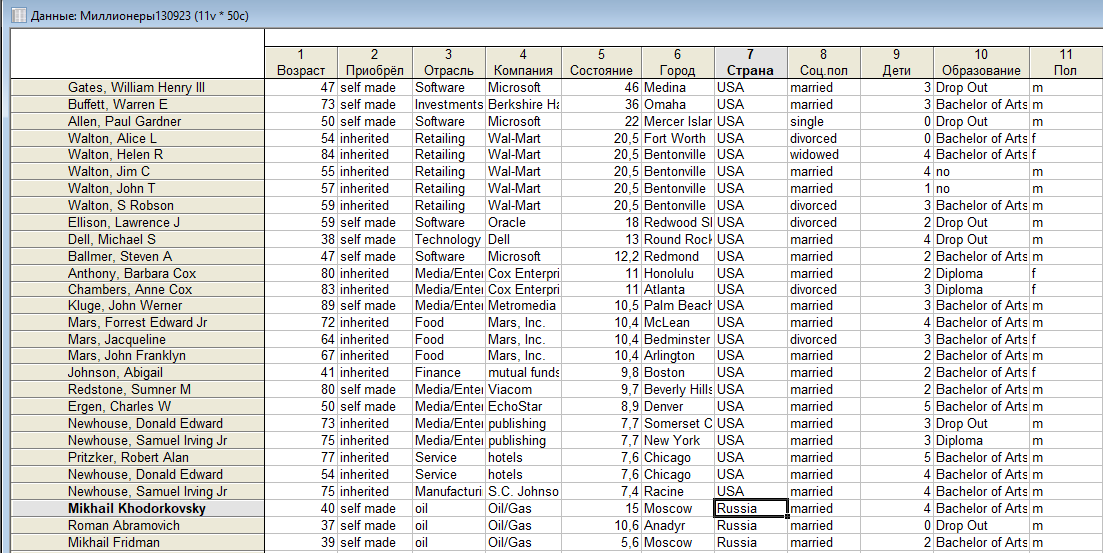 Данные: Миллионеры130923 (11v * 50c)
1 2 3 4 5 6 7 8 9 10 11
Возраст Приобрёл Отрасль Компания Состояние Город Страна Соц.пол Дети Образование Пол
Gates, William Henry III 47 self made Software Microsoft 46 Medina USA married 3 Drop Out m
Buffett, Warren E 73 self made Investments Berkshire Ha 36 Omaha USA married 3 Bachelor of Arts m
Allen, Paul Gardner 50 self made Software Microsoft 22 Mercer Islan USA single 0 Drop Out m
Walton, Alice L 54 inherited Retailing Wal-Mart 20,5 Fort Worth USA divorced 0 Bachelor of Arts f
Walton, Helen R 84 inherited Retailing Wal-Mart 20,5 Bentonville USA widowed 4 Bachelor of Arts f
Walton, Jim C 55 inherited Retailing Wal-Mart 20,5 Bentonville USA married 4 no m
Walton, John T 57 inherited Retailing Wal-Mart 20,5 Bentonville USA married 1 no m
Walton, S Robson 59 inherited Retailing Wal-Mart 20,5 Bentonville USA divorced 3 Bachelor of Arts m
Ellison, Lawrence J 59 self made Software Oracle 18 Redwood Sh USA divorced 2 Drop Out m
Dell, Michael S 38 self made Technology Dell 13 Round Rock USA married 4 Drop Out m
Ballmer, Steven A 47 self made Software Microsoft 12,2 Redmond USA married 2 Bachelor of Arts m
Anthony, Barbara Cox 80 inherited Media/Enter Cox Enterpri 11 Honolulu USA married 2 Diploma f
Chambers, Anne Cox 83 inherited Media/Enter Cox Enterpri 11 Atlanta USA divorced 3 Diploma f
Kluge, John Werner 89 self made Media/Enter Metromedia 10,5 Palm Beach USA married 3 Bachelor of Arts m
Mars, Forrest Edward Jr 72 inherited Food Mars, Inc. 10,4 McLean USA married 4 Bachelor of Arts m
Mars, Jacqueline 64 inherited Food Mars, Inc. 10,4 Bedminster USA divorced 3 Bachelor of Arts f
Mars, John Franklyn 67 inherited Food Mars, Inc. 10,4 Arlington USA married 2 Bachelor of Arts m
Johnson, Abigail 41 inherited Finance mutual funds 9,8 Boston USA married 2 Bachelor of Arts f
Redstone, Sumner M 80 self made Media/Enter Viacom 9,7 Beverly Hills USA married 2 Bachelor of Arts m
Ergen, Charles W 50 self made Media/Enter EchoStar 8,9 Denver USA married 5 Bachelor of Arts m
Newhouse, Donald Edward 73 inherited Media/Enter publishing 7,7 Somerset C USA married 3 Drop Out m
Newhouse, Samuel Irving Jr 75 inherited Media/Enter publishing 7,7 New York USA married 3 Diploma m
Pritzker, Robert Alan 77 inherited Service hotels 7,6 Chicago USA married 5 Bachelor of Arts m
Newhouse, Donald Edward 54 inherited Service hotels 7,6 Chicago USA married 4 Bachelor of Arts m
Newhouse, Samuel Irving Jr 75 inherited Manufacturi S.C. Johnso 7,4 Racine USA married 4 Bachelor of Arts m
Mikhail Khodorkovsky 40 self made oil Oil/Gas 15 Moscow Russia married 4 Bachelor of Arts m
Roman Abramovich 37 self made oil Oil/Gas 10,6 Anadyr Russia married 0 Drop Out m
Mikhail Fridman 39 self made oil Oil/Gas 5,6 Moscow Russia married 2 Bachelor of Arts m